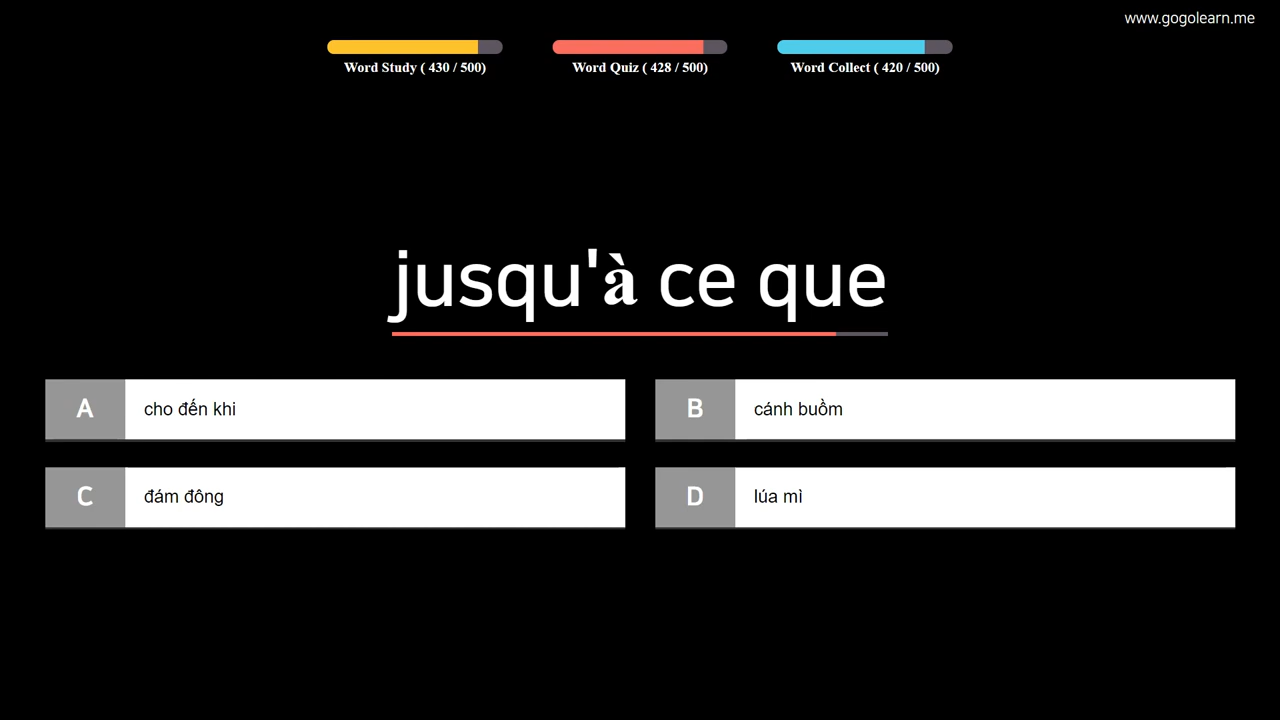 www.gogolearn.me
Word Study ( 430 / 500)
Word Quiz ( 428 / 500)
Word Collect ( 420 / 500)
jusqu'à ce que
A cho đến khi
B cánh buồm
C đám đông
D lúa mì